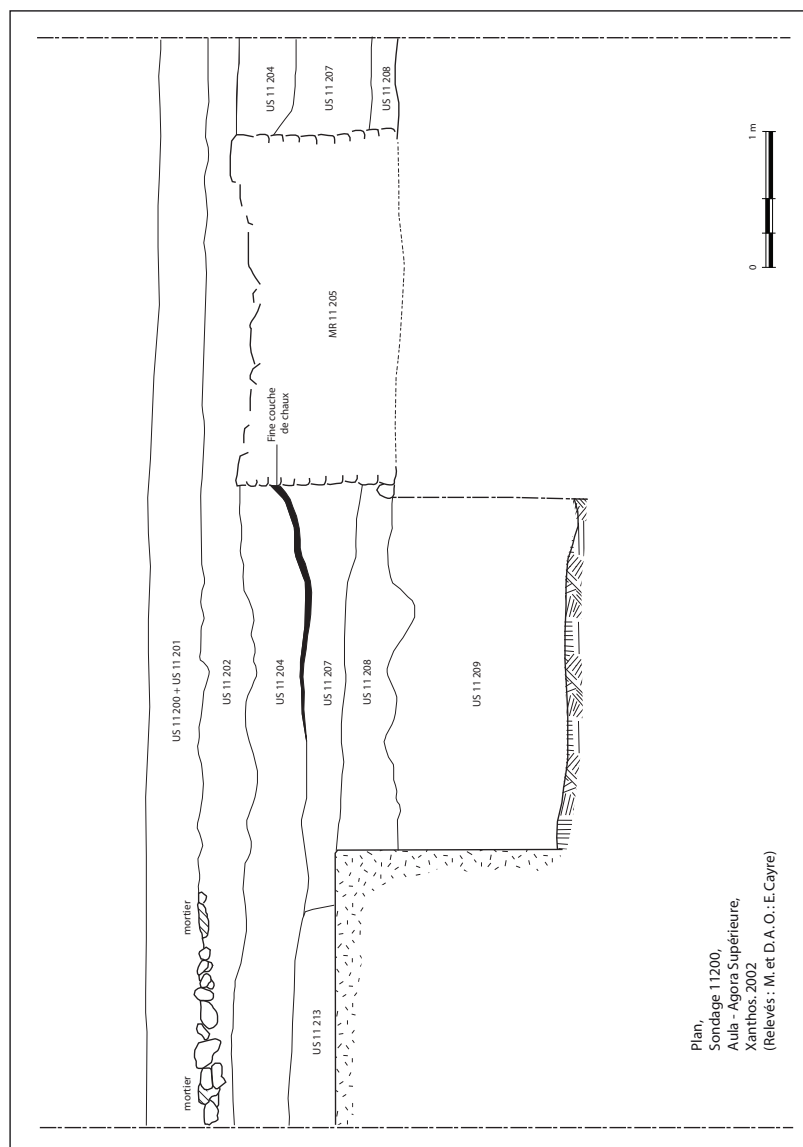 US 11 200 + US 11 201
mortier
mortier
US 11 202
US 11 204
Fine couche
de chaux
US 11 207
US 11 208
US 11 213
US 11 209
MR 11 205
US 11 204
US 11 207
US 11 208
0
1 m
Plan,
Sondage 11200,
Aula - Agora Supérieure,
Xanthos. 2002
(Relevés : M. et D.A.O.: E. Cayre)